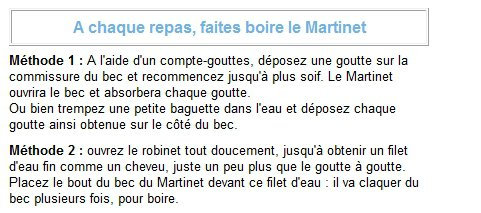 A chaque repas, faites boire le Martinet
Méthode 1 : A l'aide d'un compte-gouttes, déposez une goutte sur la
commissure du bec et recommencez jusqu'à plus soif. Le Martinet
ouvrira le bec et absorbera chaque goutte.
Ou bien trempez une petite baguette dans l'eau et déposez chaque
goutte ainsi obtenue sur le côté du bec.
Méthode 2 : ouvrez le robinet tout doucement, jusqu'à obtenir un filet
d'eau fin comme un cheveu, juste un peu plus que le goutte à goutte.
Placez le bout du bec du Martinet devant ce filet d'eau : il va claquer du
bec plusieurs fois, pour boire.